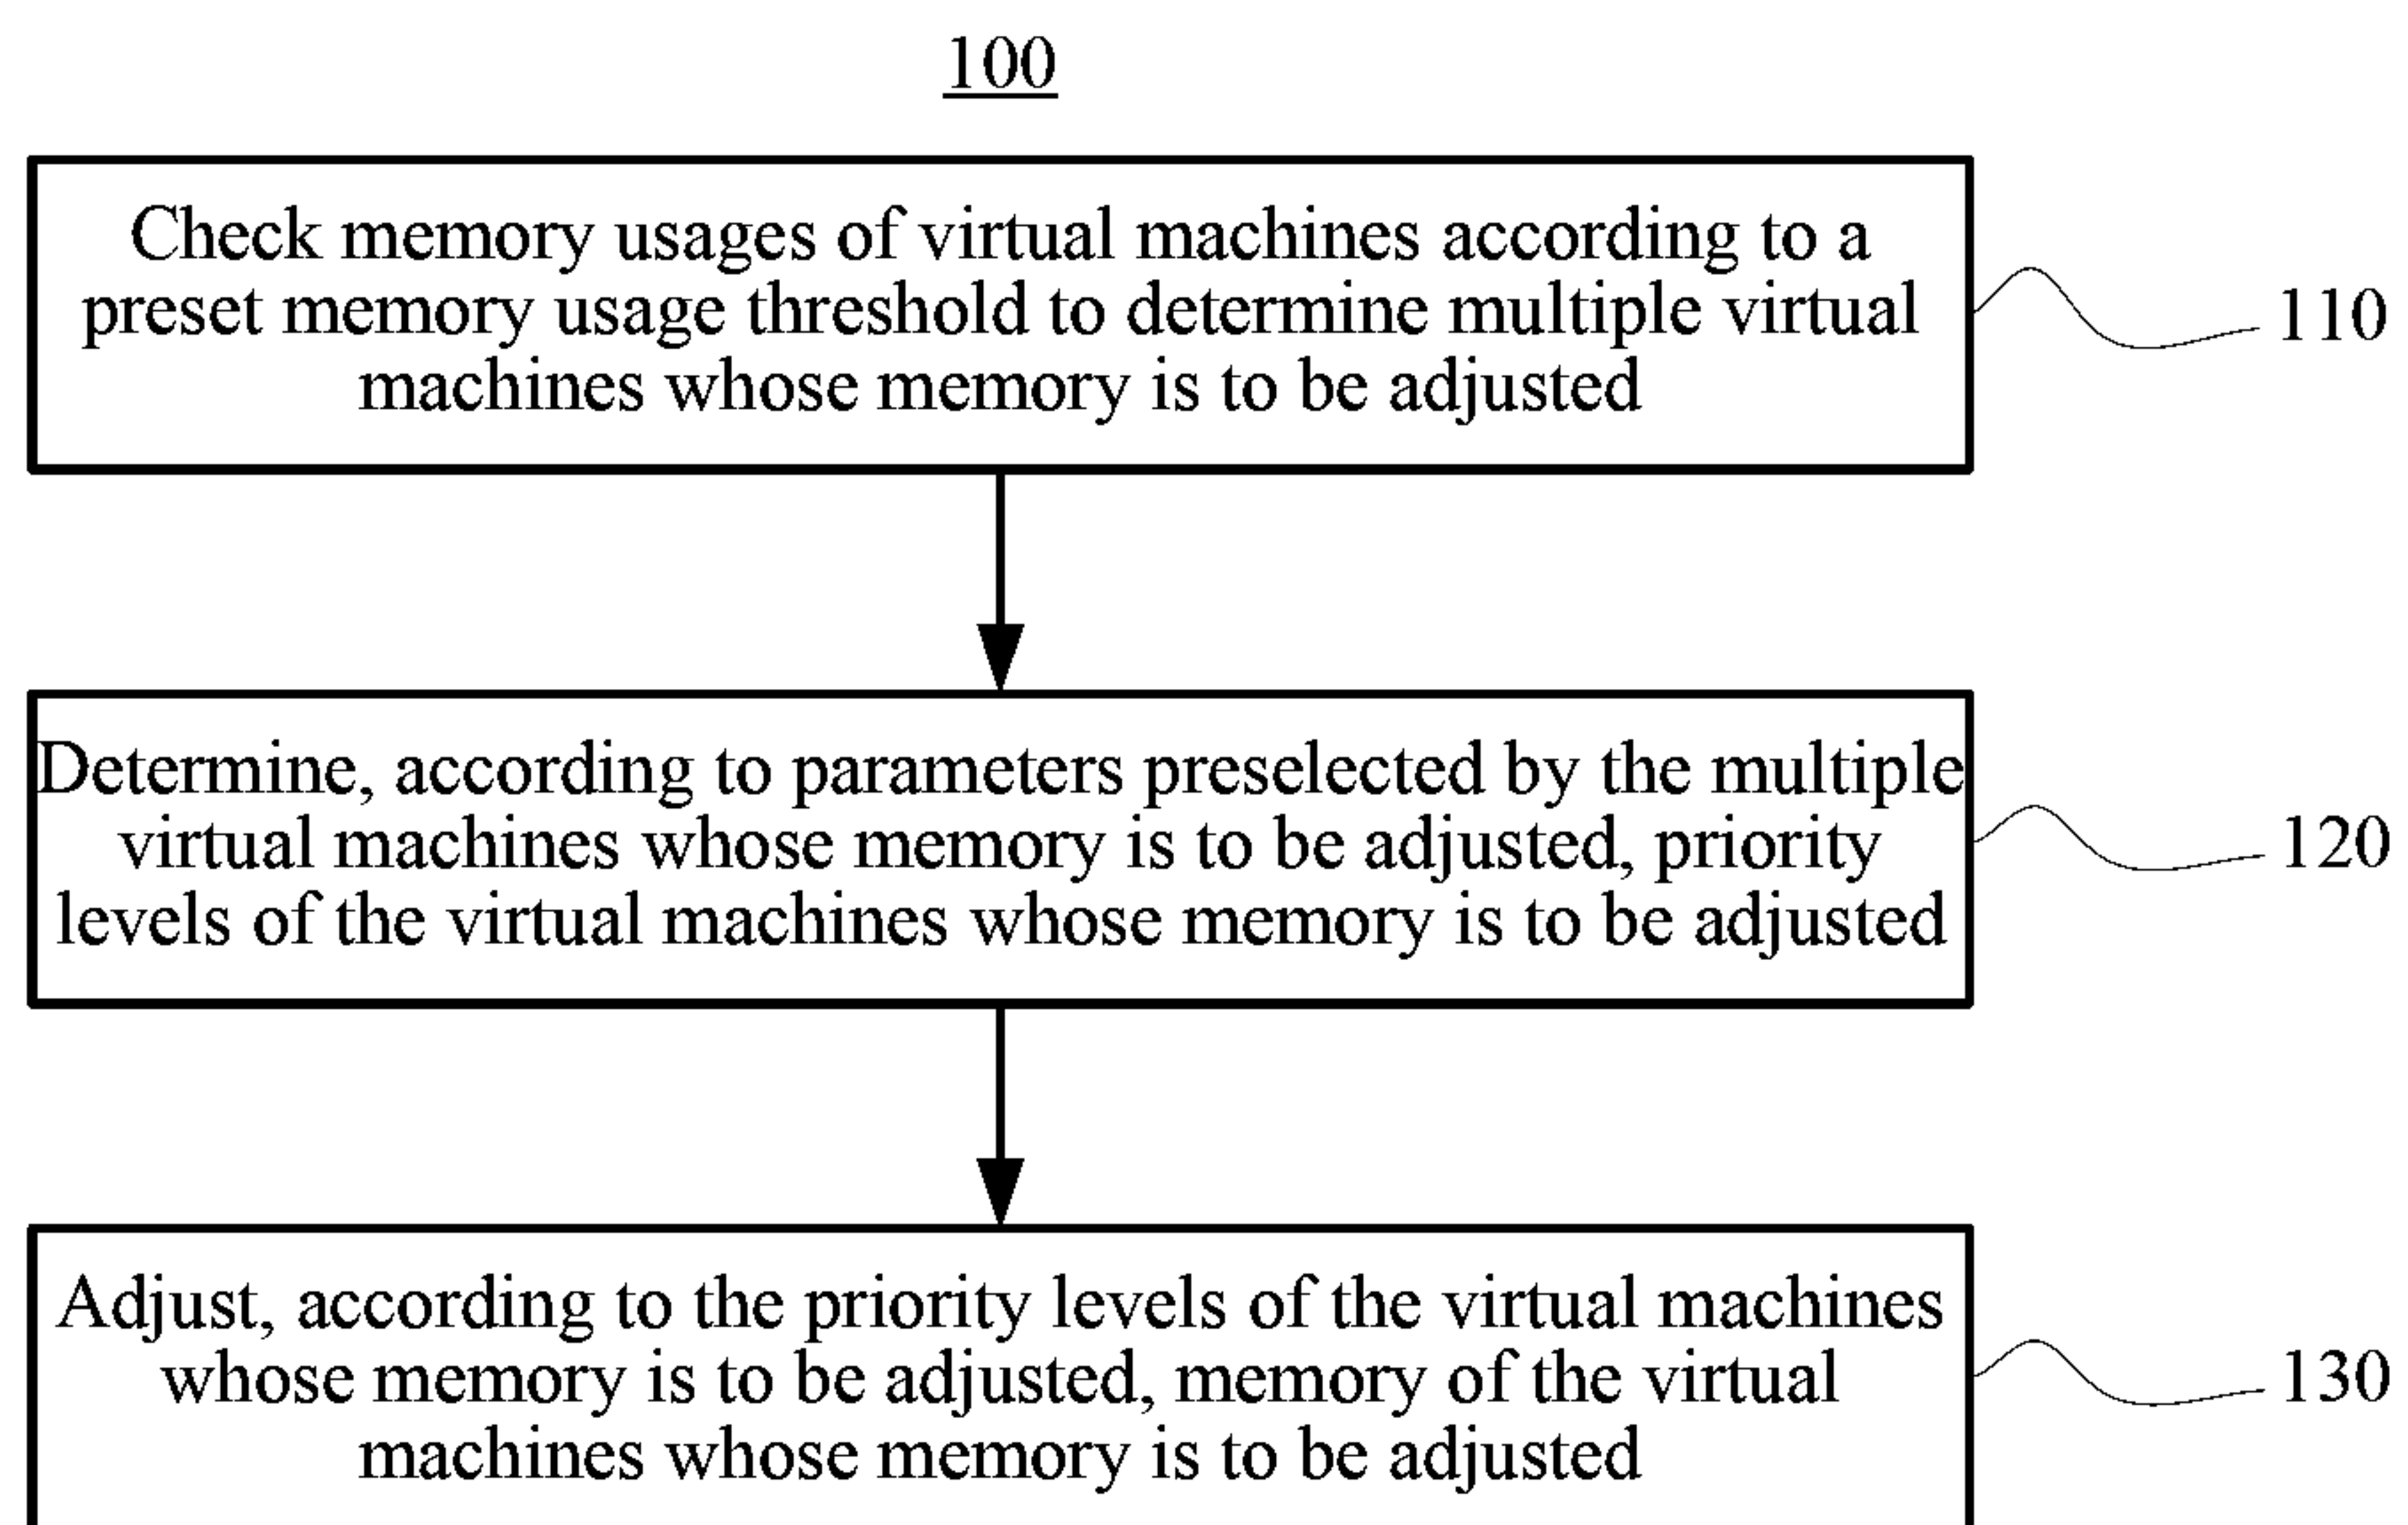 100
Check memory usages of virtual machines according to a
preset memory usage threshold to determine multiple virtual
machines whose memory is to be adjusted
110
Determine, according to parameters preselected by the multiple
virtual machines whose memory is to be adjusted, priority
levels of the virtual machines whose memory is to be adjusted
120
Adjust, according to the priority levels of the virtual machines
whose memory is to be adjusted, memory of the virtual
machines whose memory is to be adjusted
130